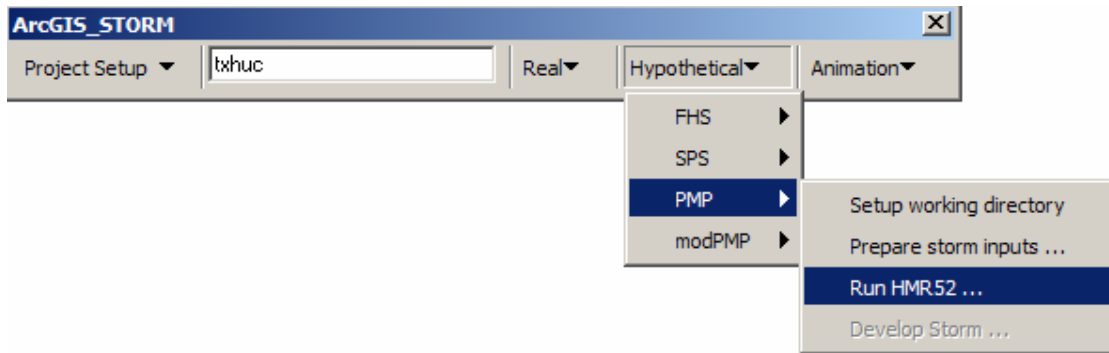 ArcGIS_STORM
Project Setup txhuc Real Hypothetical Animation
FHS
SPS
PMP
modPMP
Setup working directory
Prepare storm inputs ...
Run HMR52 ...
Develop Storm ...